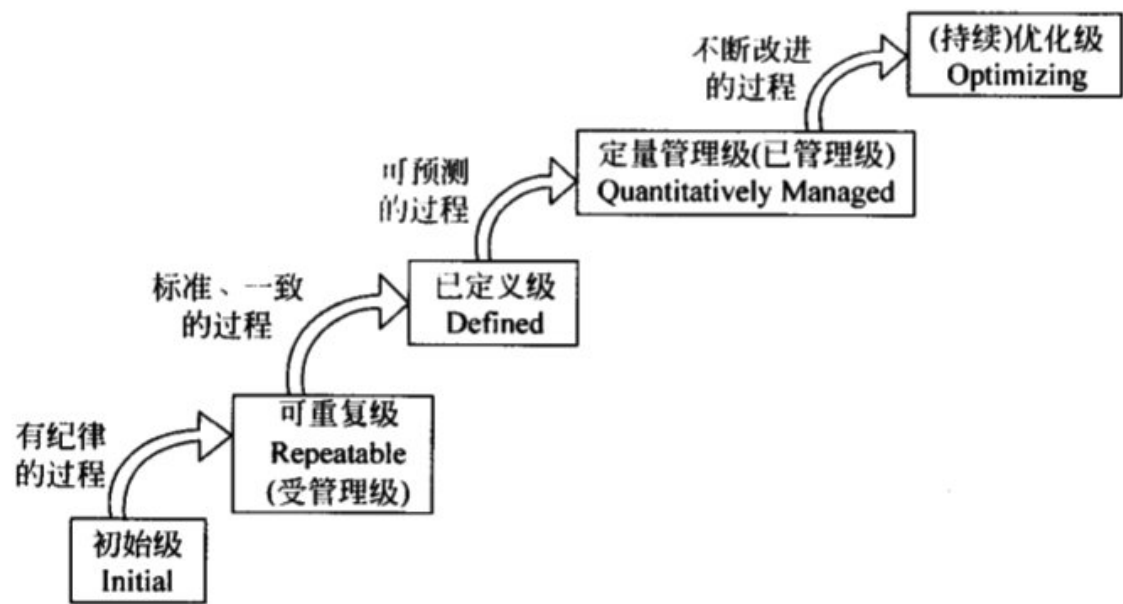 不断改进
的过程
(持续)优化级
Optimizing
可预测
的过程
定量管理级(已管理级)
Quantitatively Managed
标准、一致
的过程
已定义级
Defined
有纪律
的过程
可重复级
Repeatable
(受管理级)
初始级
Initial